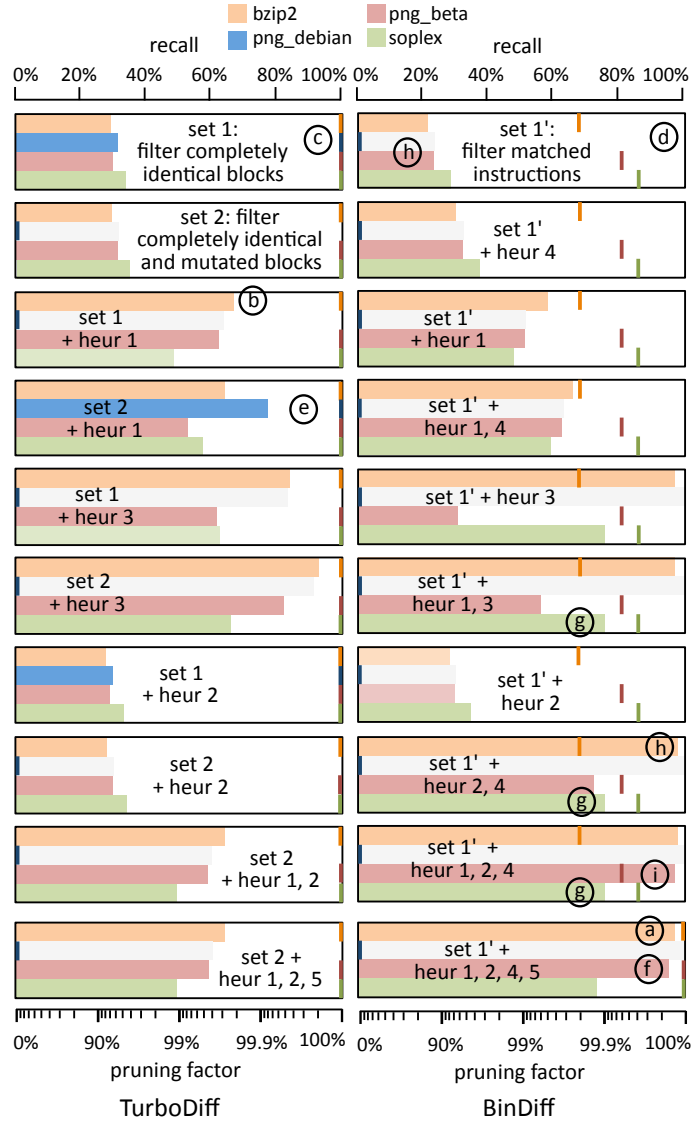 bzip2 png_beta
png_debian soplex
recall recall
0% 20% 40% 60% 80% 100% 0% 20% 40% 60% 80% 100%
set 1: c
filter completely
identical blocks
set 1': d
filter matched
h instructions
set 2: filter
completely identical
and mutated blocks
set 1'
+ heur 4
b
set 1
+ heur 1
set 1'
+ heur 1
set 2 e
+ heur 1
set 1' +
heur 1, 4
set 1
+ heur 3
set 1' + heur 3
set 2
+ heur 3
set 1' +
heur 1, 3
g
set 1
+ heur 2
set 1' +
heur 2
set 2
+ heur 2
h
set 1' +
heur 2, 4
g
set 2
+ heur 1, 2
set 1' +
heur 1, 2, 4 i
g
set 2 +
heur 1, 2, 5
a
set 1' +
heur 1, 2, 4, 5 f
0% 90% 99% 99.9% 100% 0% 90% 99% 99.9% 100%
pruning factor pruning factor
TurboDiff BinDiff